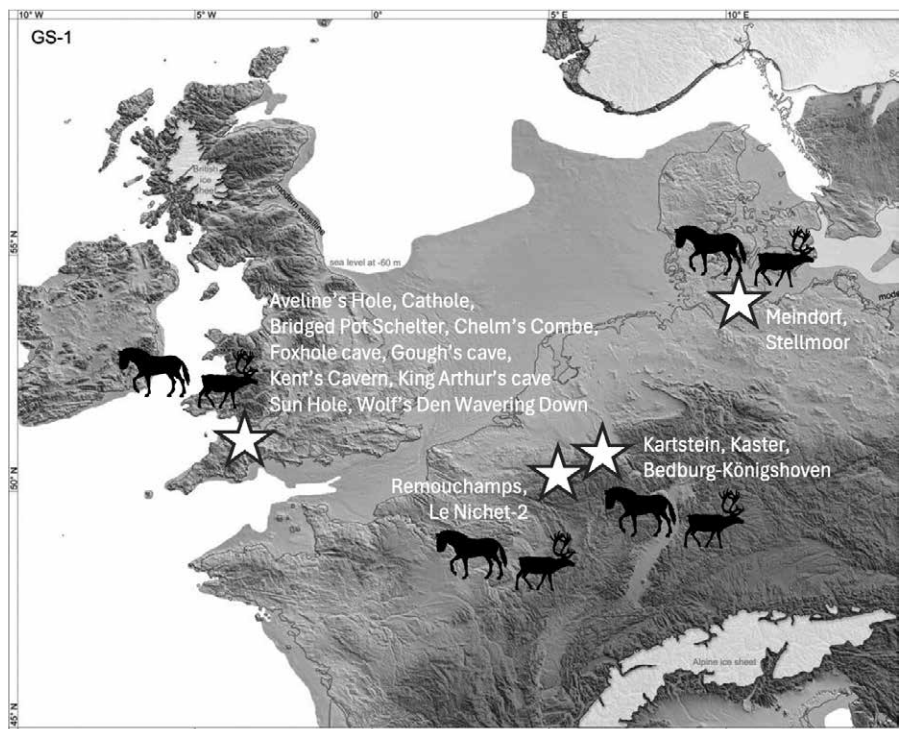 10° W
5° W
0°
5° E
10° E
GS-1
British
ice
sheet
55° N
sea level at -60 m
Aveline's Hole, Cathole,
Bridged Pot Schelter, Chelm's Combe,
Foxhole cave, Gough's cave,
Kent's Cavern, King Arthur's cave
Sun Hole, Wolf's Den Wavering Down
Meindorf,
Stellmoor
Kartstein, Kaster,
Bedburg-Königshoven
50° N
Remouchamps,
Le Nichet-2
Alpine ice sheet
45° N